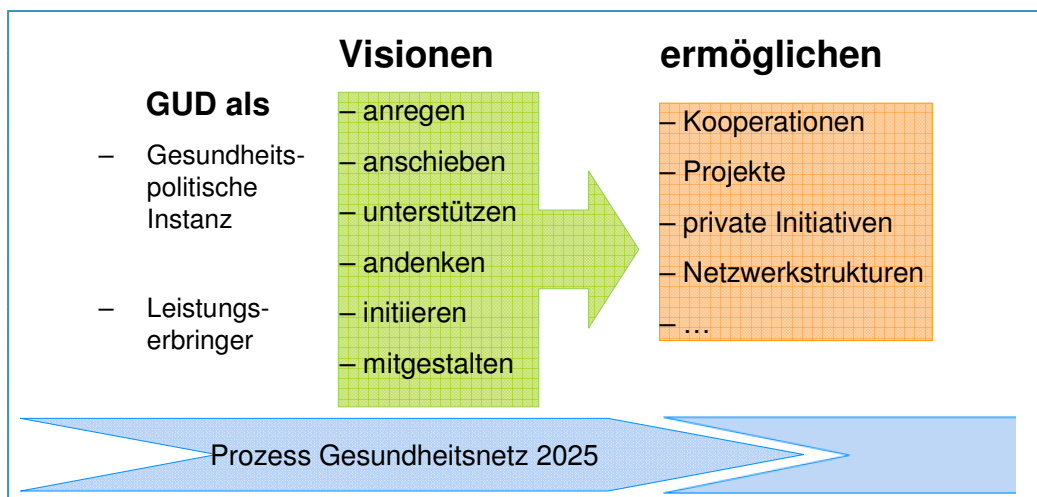 Visionen
ermöglichen
GUD als
– Gesundheits-
politische
Instanz
– Leistungs-
erbringer
– anregen
– anschieben
– unterstützen
– andenken
– initiieren
– mitgestalten
– Kooperationen
– Projekte
– private Initiativen
– Netzwerkstrukturen
– …
Prozess Gesundheitsnetz 2025